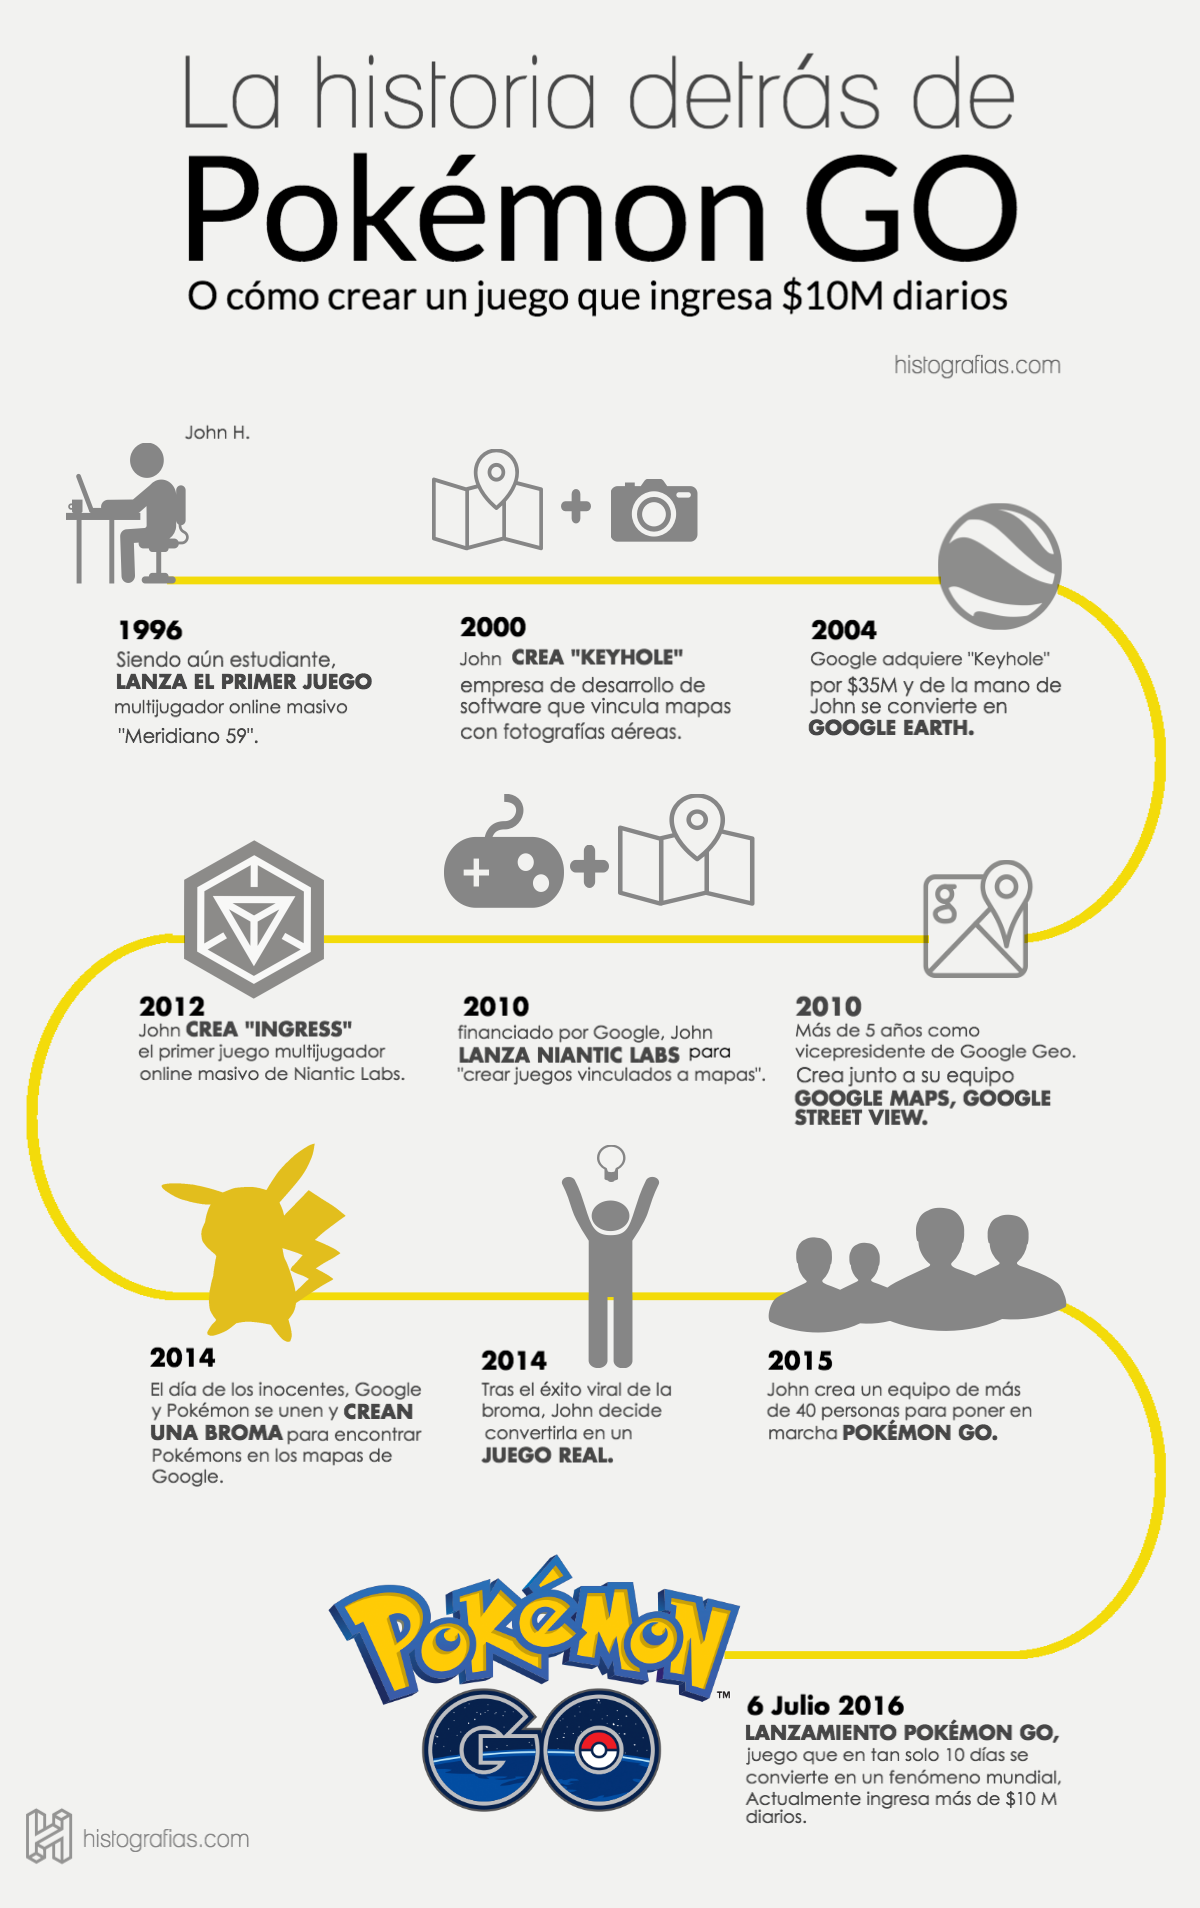 La historia detrás de
Pokémon GO
O cómo crear un juego que ingresa $10M diarios
histografias.com
John H.
1996
Siendo aún estudiante,
LANZA EL PRIMER JUEGO
multijugador online masivo
"Meridiano 59".
2000
John CREA "KEYHOLE"
empresa de desarrollo de
software que vincula mapas
con fotografías aéreas.
2004
Google adquiere "Keyhole"
por $35M y de la mano de
John se convierte en
GOOGLE EARTH.
g
2010
Más de 5 años como
vicepresidente de Google Geo.
Crea junto a su equipo
GOOGLE MAPS, GOOGLE
STREET VIEW.
2010
financiado por Google, John
LANZA NIANTIC LABS para
"crear juegos vinculados a mapas".
2012
John CREA "INGRESS"
el primer juego multijugador
online masivo de Niantic Labs.
2014
El día de los inocentes, Google
y Pokémon se unen y CREAN
UNA BROMA para encontrar
Pokémons en los mapas de
Google.
2014
Tras el éxito viral de la
broma, John decide
convertirla en un
JUEGO REAL.
2015
John crea un equipo de más
de 40 personas para poner en
marcha POKÉMON GO.
POKéMON
TM
GO
6 Julio 2016
LANZAMIENTO POKÉMON GO,
juego que en tan solo 10 días se
convierte en un fenómeno mundial,
Actualmente ingresa más de $10 M
diarios.
histografias.com